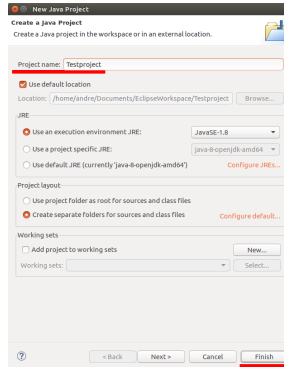 New Java Project
Create a Java Project
Create a Java project in the workspace or in an external location.
Project name: Testproject
Use default location
Location: /home/andre/Documents/EclipseWorkspace/Testproject Browse...
JRE
Use an execution environment JRE: JavaSE-1.8
Use a project specific JRE: java-8-openjdk-amd64
Use default JRE (currently 'java-8-openjdk-amd64') Configure JREs...
Project layout
Use project folder as root for sources and class files
Create separate folders for sources and class files Configure default...
Working sets
Add project to working sets New...
Working sets: Select...
? < Back Next > Cancel Finish